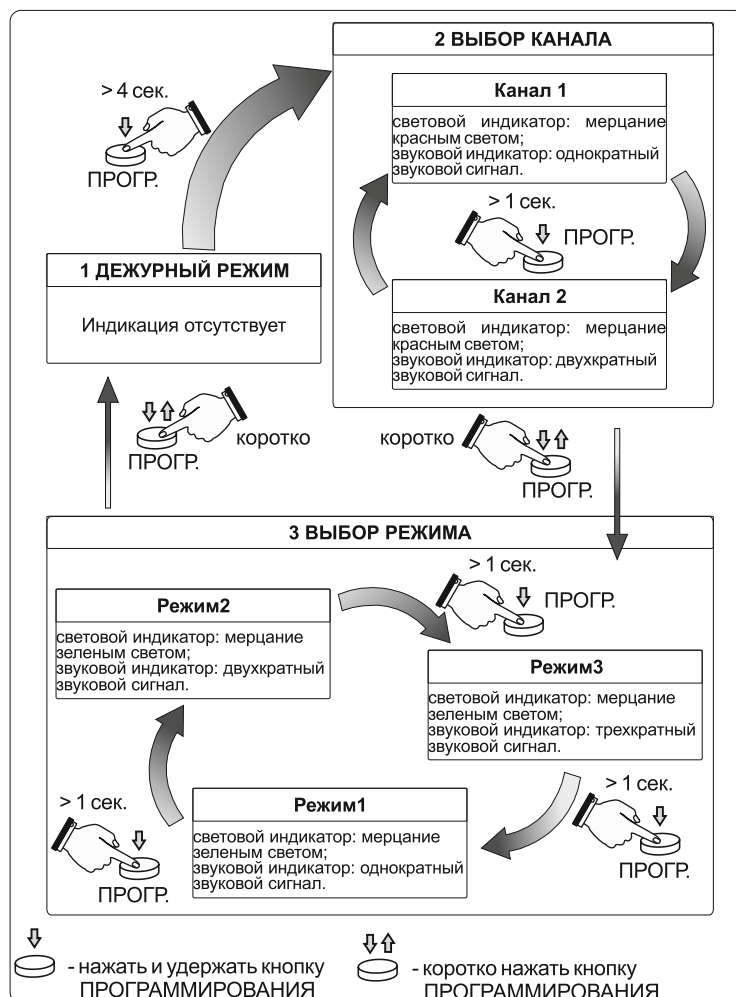 2 ВЫБОР КАНАЛА
> 4 сек.
ПРОГР.
Канал 1
световой индикатор: мерцание
красным светом;
звуковой индикатор: однократный
звуковой сигнал.
> 1 сек.
ПРОГР.
1 ДЕЖУРНЫЙ РЕЖИМ
Индикация отсутствует
Канал 2
световой индикатор: мерцание
красным светом;
звуковой индикатор: двухкратный
звуковой сигнал.
коротко
ПРОГР.
коротко
ПРОГР.
3 ВЫБОР РЕЖИМА
> 1 сек.
ПРОГР.
Режим2
световой индикатор: мерцание
зеленым светом;
звуковой индикатор: двухкратный
звуковой сигнал.
Режим3
световой индикатор: мерцание
зеленым светом;
звуковой индикатор: трехкратный
звуковой сигнал.
> 1 сек.
ПРОГР.
Режим1
световой индикатор: мерцание
зеленым светом;
звуковой индикатор: однократный
звуковой сигнал.
> 1 сек.
ПРОГР.
- нажать и удержать кнопку
ПРОГРАММИРОВАНИЯ
- коротко нажать кнопку
ПРОГРАММИРОВАНИЯ